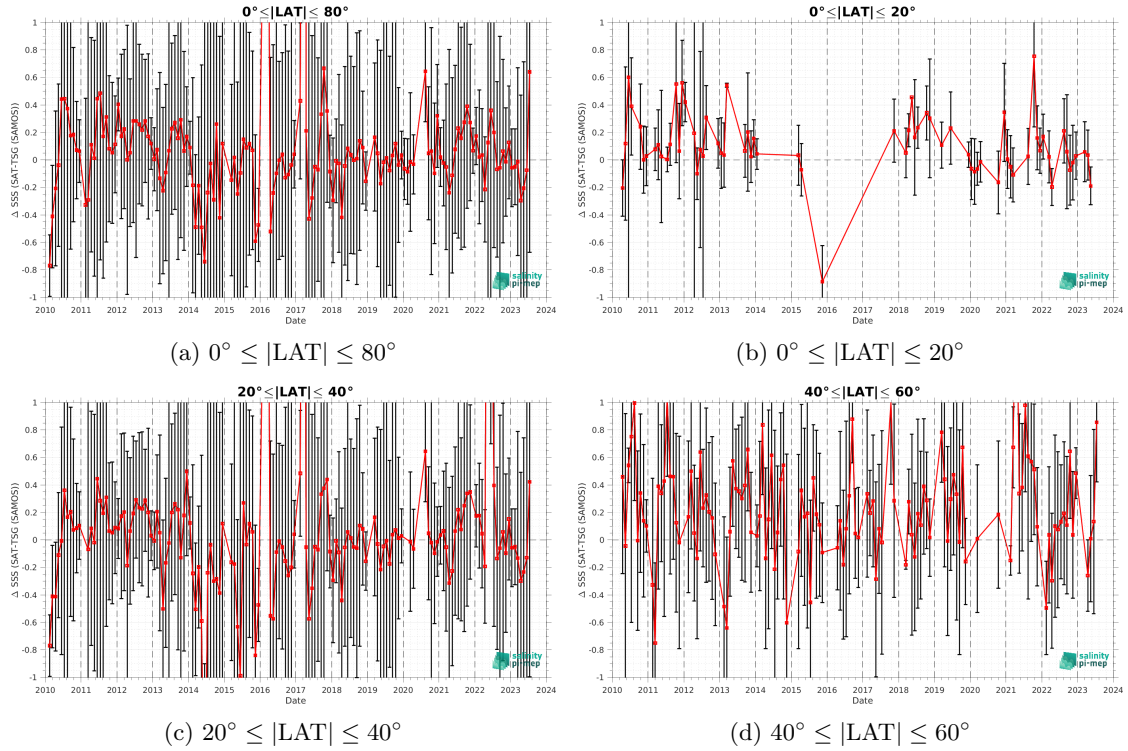 0°≤|LAT|≤ 80°
Δ SSS (SAT-TSG (SAMOS))
1
0.8
0.6
0.4
0.2
0
-0.2
-0.4
-0.6
-0.8
-1
2010 2011 2012 2013 2014 2015 2016 2017 2018 2019 2020 2021 2022 2023 2024
Date
salinity
pi-mep
(a) 0° ≤ |LAT| ≤ 80°
0°≤|LAT|≤ 20°
Δ SSS (SAT-TSG (SAMOS))
1
0.8
0.6
0.4
0.2
0
-0.2
-0.4
-0.6
-0.8
-1
2010 2011 2012 2013 2014 2015 2016 2017 2018 2019 2020 2021 2022 2023 2024
Date
salinity
pi-mep
(b) 0° ≤ |LAT| ≤ 20°
20°≤|LAT|≤ 40°
Δ SSS (SAT-TSG (SAMOS))
1
0.8
0.6
0.4
0.2
0
-0.2
-0.4
-0.6
-0.8
-1
2010 2011 2012 2013 2014 2015 2016 2017 2018 2019 2020 2021 2022 2023 2024
Date
salinity
pi-mep
(c) 20° ≤ |LAT| ≤ 40°
40°≤|LAT|≤ 60°
Δ SSS (SAT-TSG (SAMOS))
1
0.8
0.6
0.4
0.2
0
-0.2
-0.4
-0.6
-0.8
-1
2010 2011 2012 2013 2014 2015 2016 2017 2018 2019 2020 2021 2022 2023 2024
Date
salinity
pi-mep
(d) 40° ≤ |LAT| ≤ 60°